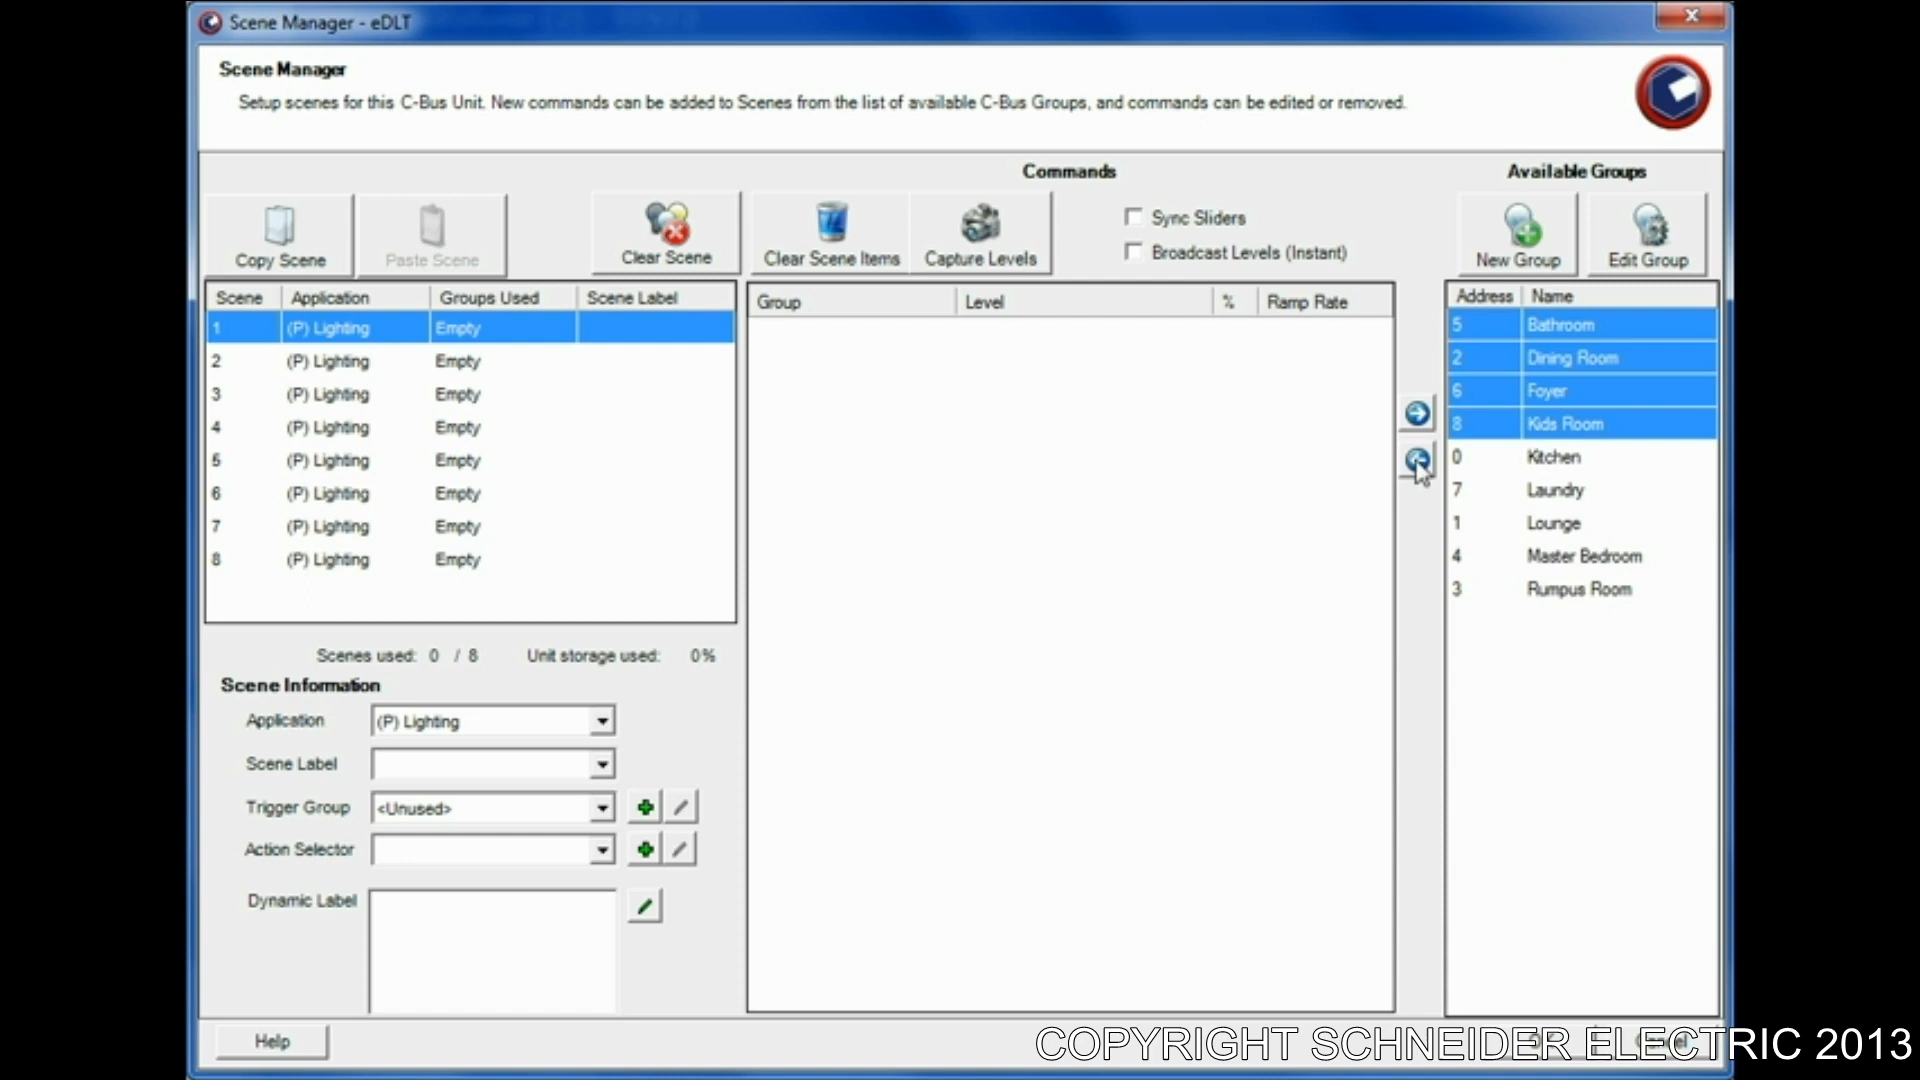 Scene Manager - eDLT
Scene Manager
Setup scenes for this C-Bus Unit. New commands can be added to Scenes from the list of available C-Bus Groups, and commands can be edited or removed.
Commands
Available Groups
Copy Scene
Paste Scene
Clear Scene
Clear Scene Items
Capture Levels
Sync Sliders
Broadcast Levels (Instant)
New Group
Edit Group
Scene Application Groups Used Scene Label
1 (P) Lighting Empty
2 (P) Lighting Empty
3 (P) Lighting Empty
4 (P) Lighting Empty
5 (P) Lighting Empty
6 (P) Lighting Empty
7 (P) Lighting Empty
8 (P) Lighting Empty
Group Level % Ramp Rate
Address Name
5 Bathroom
2 Dining Room
6 Foyer
8 Kids Room
0 Kitchen
7 Laundry
1 Lounge
4 Master Bedroom
3 Rumpus Room
Scenes used: 0 / 8 Unit storage used: 0%
Scene Information
Application (P) Lighting
Scene Label
Trigger Group <Unused>
Action Selector
Dynamic Label
Help
COPYRIGHT SCHNEIDER ELECTRIC 2013